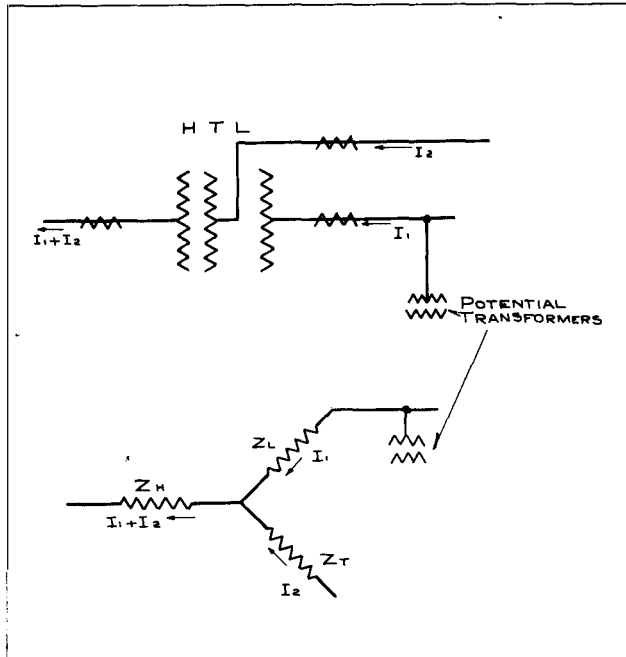 H T L
I2
I1+I2
I1
POTENTIAL
TRANSFORMERS
ZL
I1
ZH
I1+I2
ZT
I2